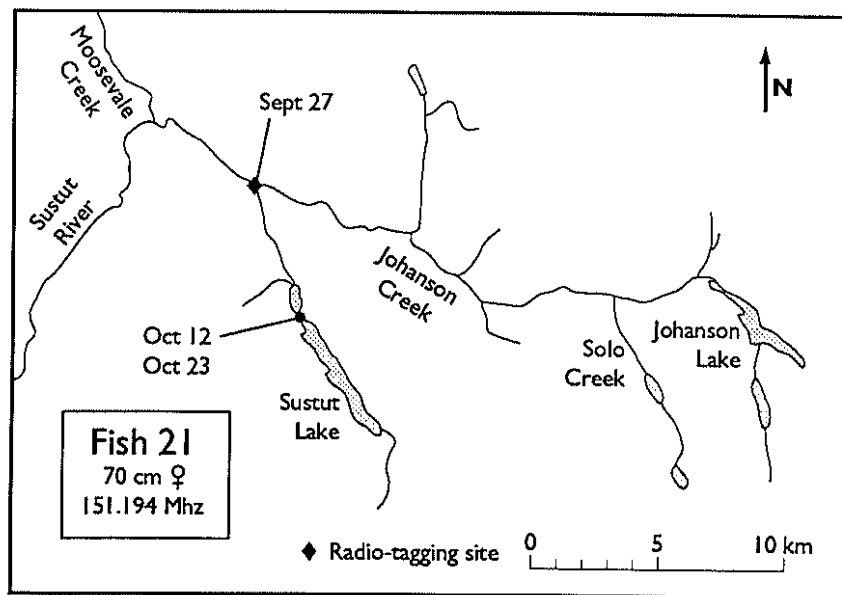 Moosevale
Creek
Sept 27
N
Sustut
River
Johanson
Creek
Oct 12
Oct 23
Sustut
Lake
Solo
Creek
Johanson
Lake
Fish 21
70 cm ♀
151.194 Mhz
♦ Radio-tagging site
0 5 10 km